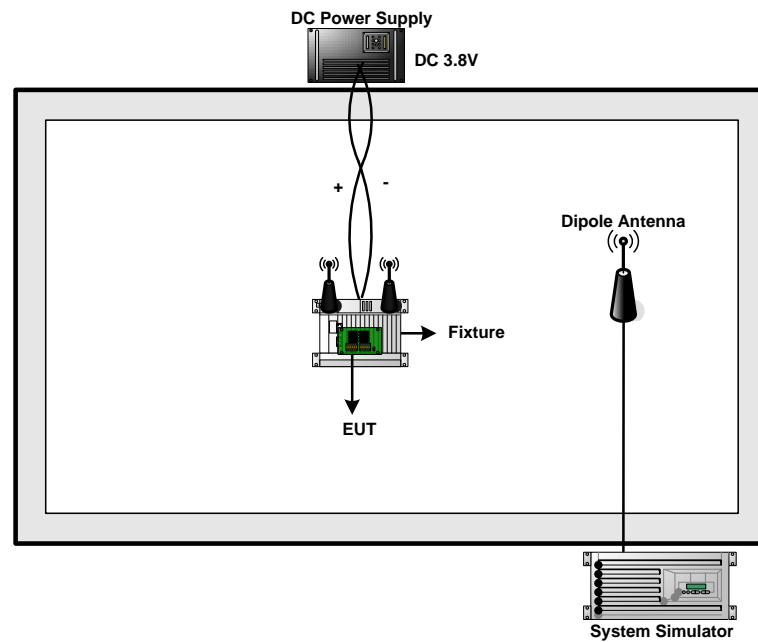 DC Power Supply
DC 3.8V
+
-
Dipole Antenna
Fixture
EUT
System Simulator